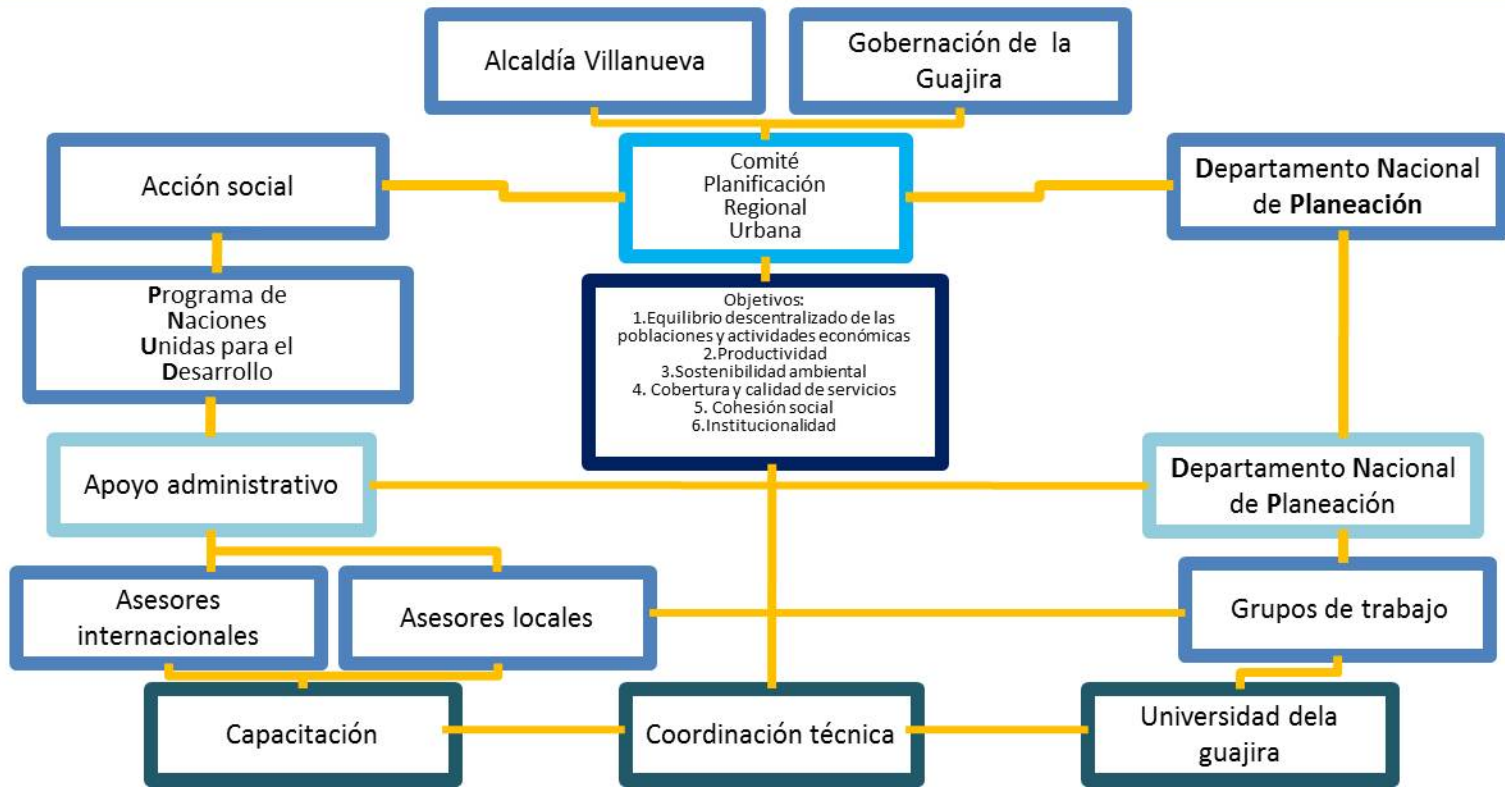 Alcaldía Villanueva
Gobernación de la
Guajira
Acción social
Comité
Planificación
Regional
Urbana
Departamento Nacional
de Planeación
Programa de
Naciones
Unidas para el
Desarrollo
Objetivos:
1.Equilibrio descentralizado de las
poblaciones y actividades económicas
2.Productividad
3.Sostenibilidad ambiental
4. Cobertura y calidad de servicios
5. Cohesión social
6.Institucionalidad
Apoyo administrativo
Departamento Nacional
de Planeación
Asesores
internacionales
Asesores locales
Grupos de trabajo
Capacitación
Coordinación técnica
Universidad dela
guajira